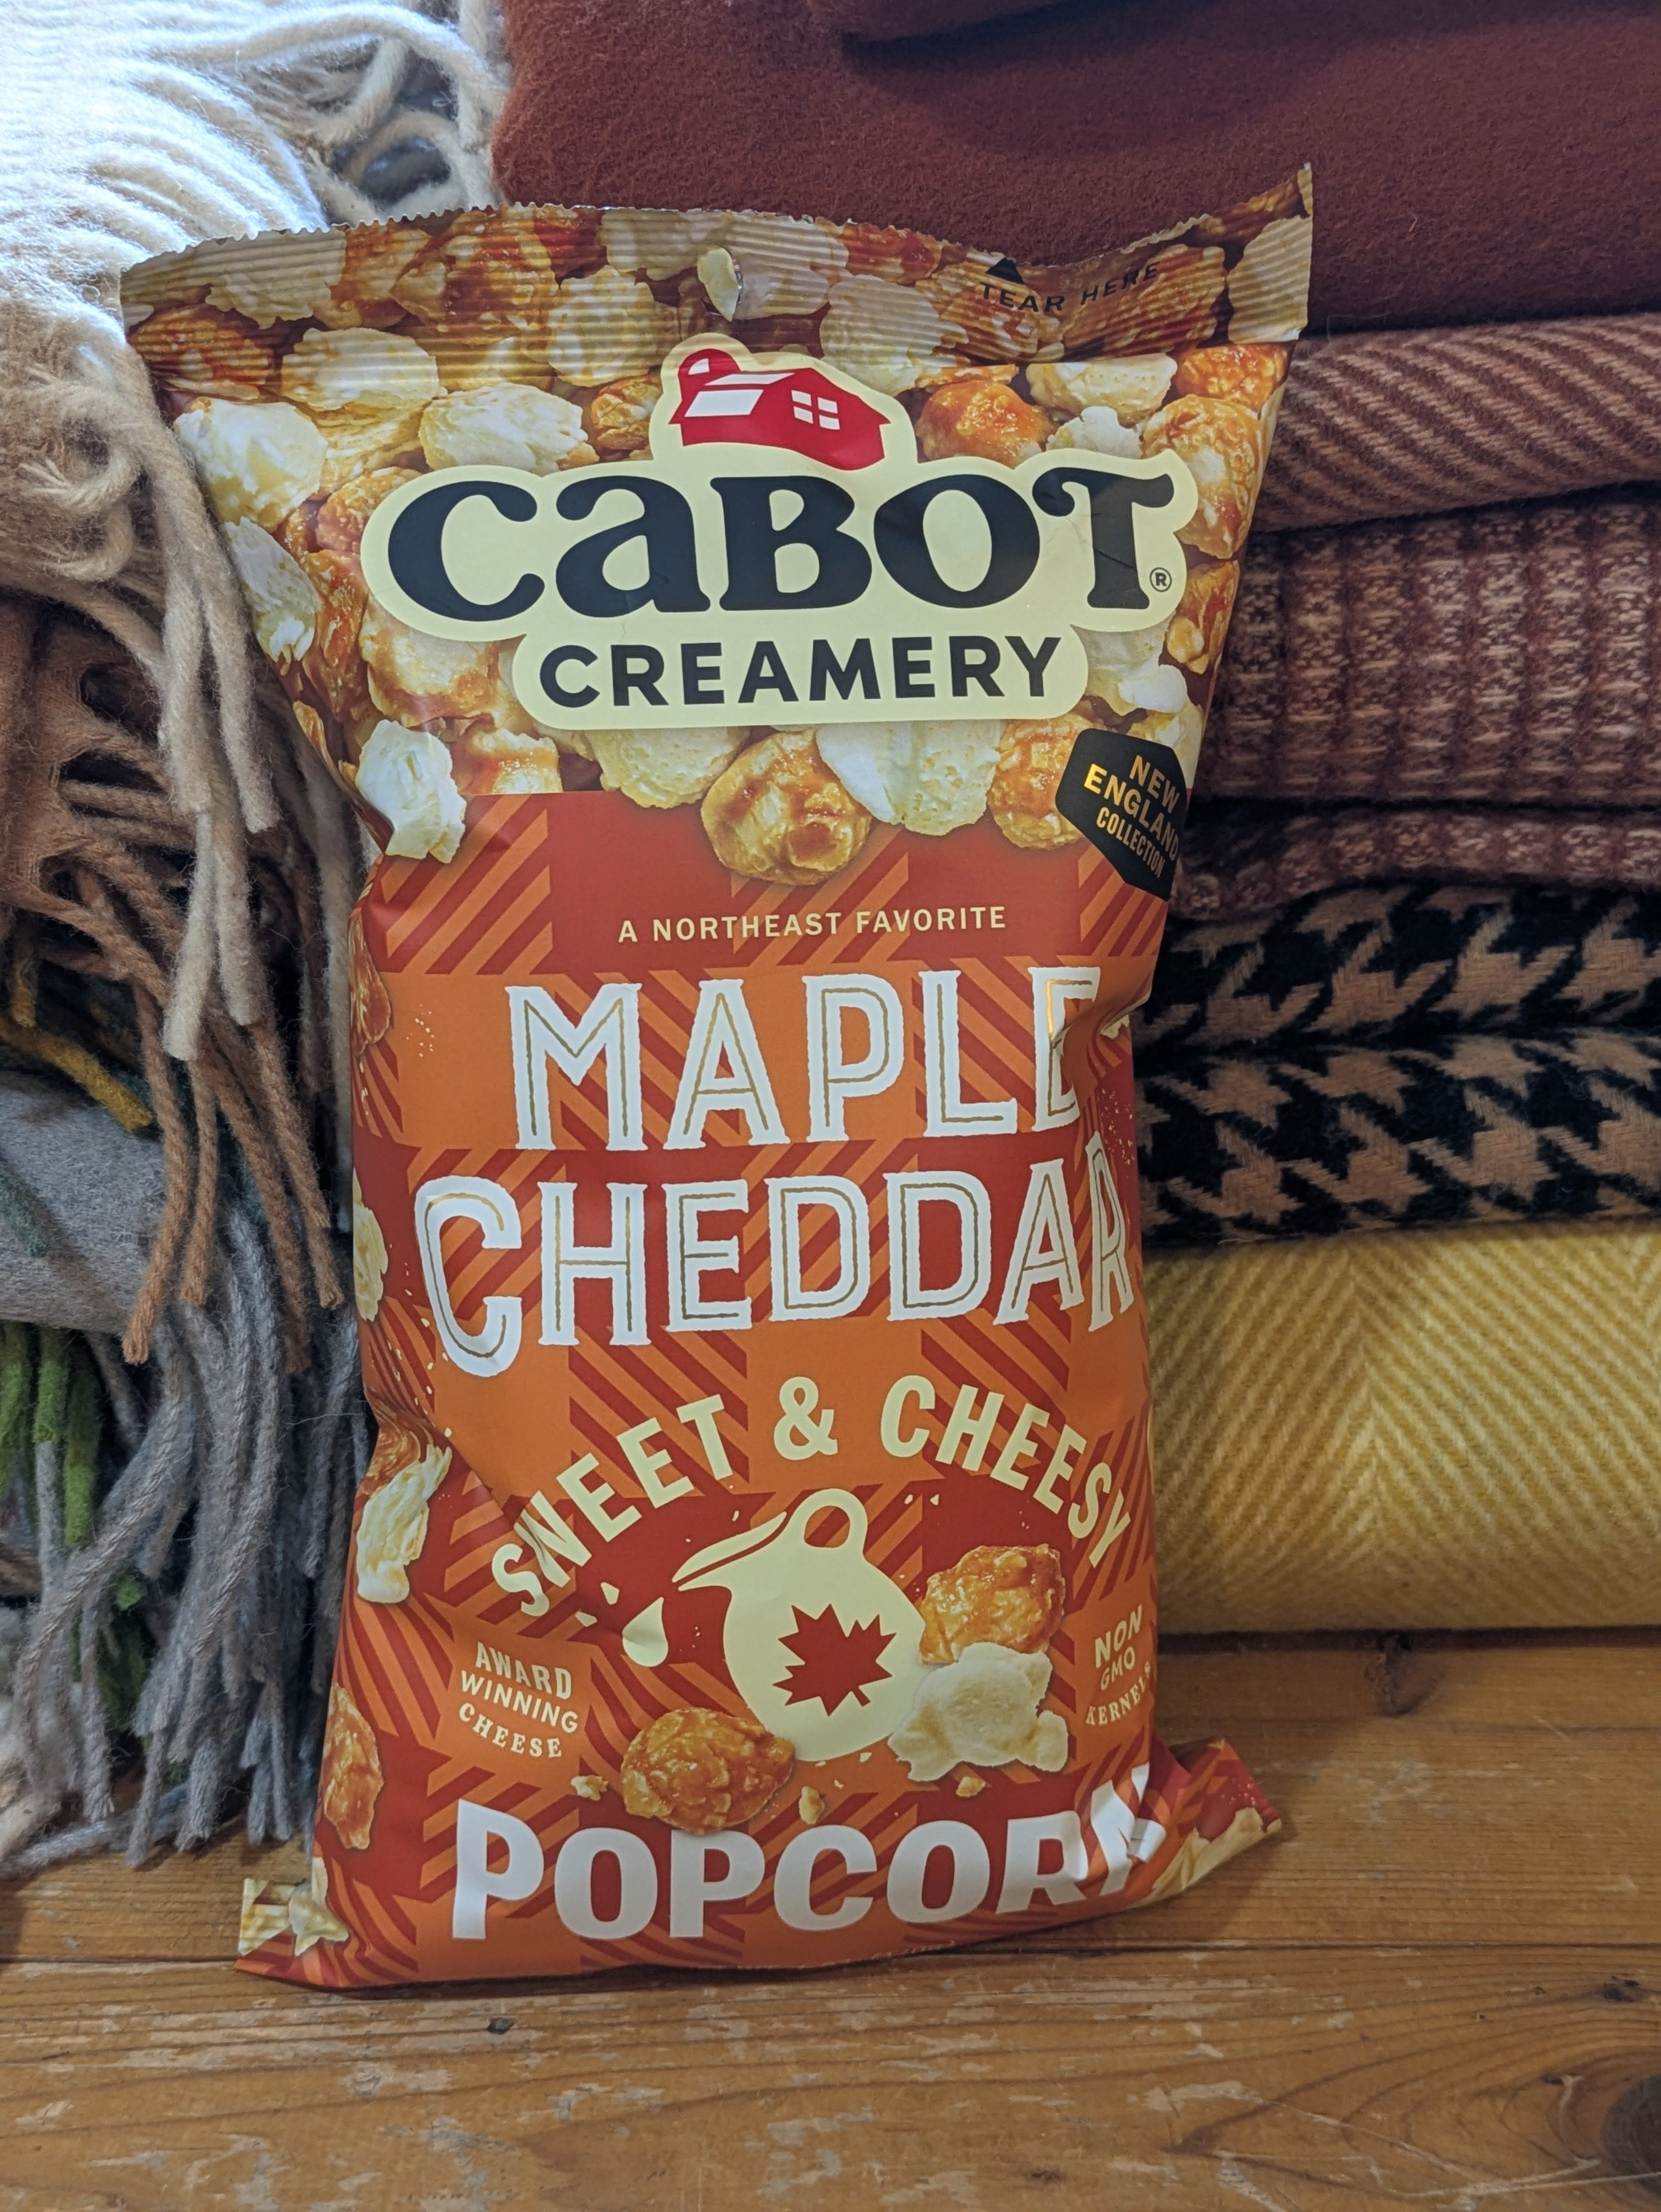 TEAR HERE
CABOT®
CREAMERY
NEW
ENGLAND
COLLECTION
A NORTHEAST FAVORITE
MAPLE
CHEDDAR
SWEET & CHEESY
AWARD
WINNING
CHEESE
NON
GMO
KERNELS
POPCORN